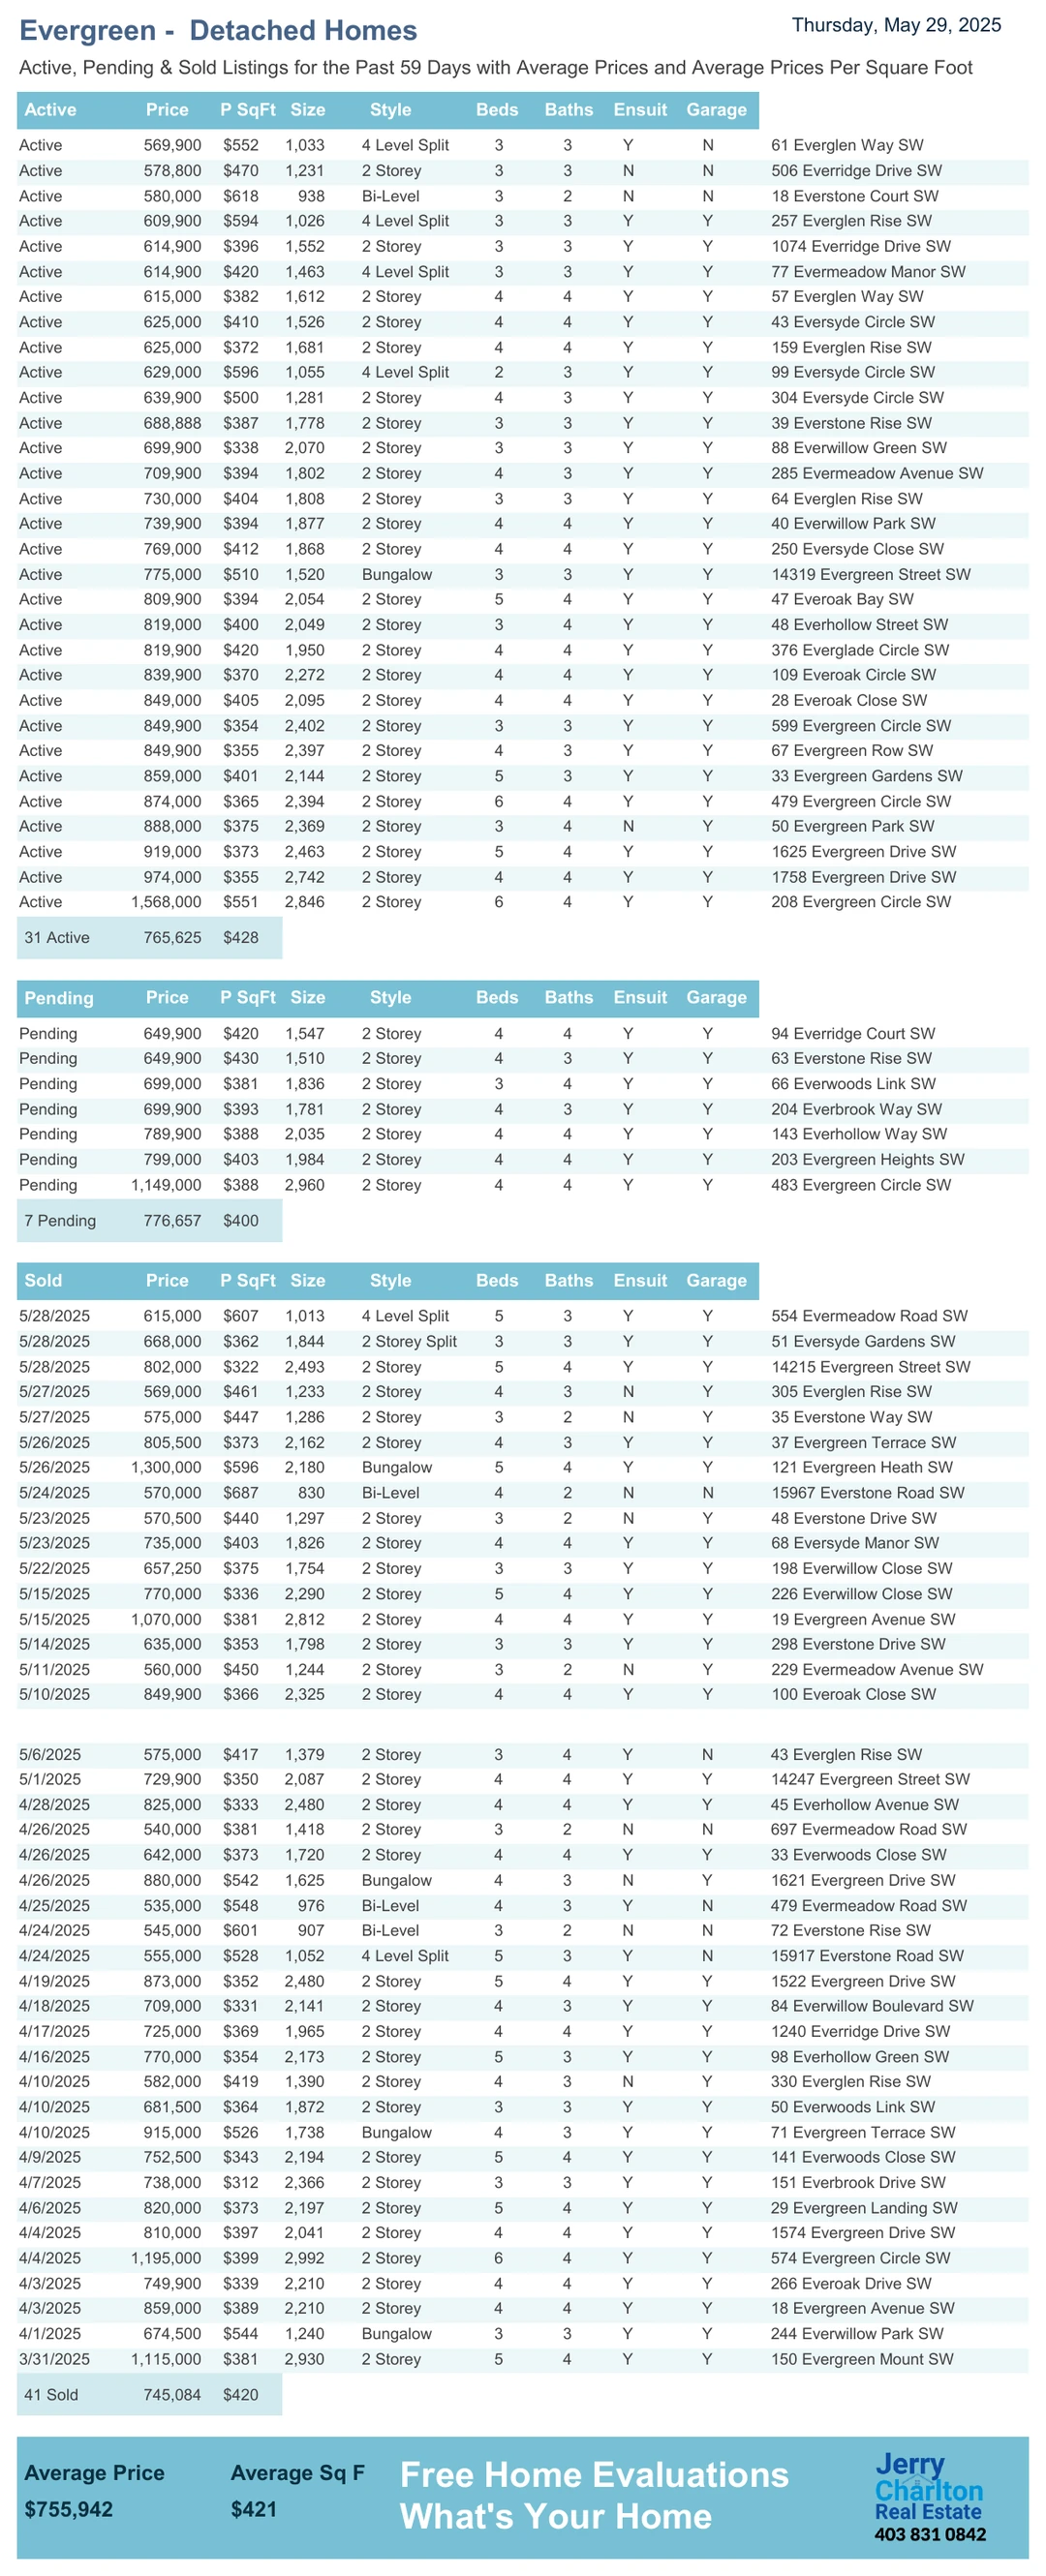 Evergreen - Detached Homes
Thursday, May 29, 2025
Active, Pending & Sold Listings for the Past 59 Days with Average Prices and Average Prices Per Square Foot
Active Price P SqFt Size Style Beds Baths Ensuit Garage
Active 569,900 $552 1,033 4 Level Split 3 3 Y N 61 Everglen Way SW
Active 578,800 $470 1,231 2 Storey 3 3 N N 506 Everridge Drive SW
Active 580,000 $618 938 Bi-Level 3 2 N N 18 Everstone Court SW
Active 609,900 $594 1,026 4 Level Split 3 3 Y Y 257 Everglen Rise SW
Active 614,900 $396 1,552 2 Storey 3 3 Y Y 1074 Everridge Drive SW
Active 614,900 $420 1,463 4 Level Split 3 3 Y Y 77 Evermeadow Manor SW
Active 615,000 $382 1,612 2 Storey 4 4 Y Y 57 Everglen Way SW
Active 625,000 $410 1,526 2 Storey 4 4 Y Y 43 Eversyde Circle SW
Active 625,000 $372 1,681 2 Storey 4 4 Y Y 159 Everglen Rise SW
Active 629,000 $596 1,055 4 Level Split 2 3 Y Y 99 Eversyde Circle SW
Active 639,900 $500 1,281 2 Storey 4 3 Y Y 304 Eversyde Circle SW
Active 688,888 $387 1,778 2 Storey 3 3 Y Y 39 Everstone Rise SW
Active 699,900 $338 2,070 2 Storey 3 3 Y Y 88 Everwillow Green SW
Active 709,900 $394 1,802 2 Storey 4 3 Y Y 285 Evermeadow Avenue SW
Active 730,000 $404 1,808 2 Storey 3 3 Y Y 64 Everglen Rise SW
Active 739,900 $394 1,877 2 Storey 4 4 Y Y 40 Everwillow Park SW
Active 769,000 $412 1,868 2 Storey 4 4 Y Y 250 Eversyde Close SW
Active 775,000 $510 1,520 Bungalow 3 3 Y Y 14319 Evergreen Street SW
Active 809,900 $394 2,054 2 Storey 5 4 Y Y 47 Everoak Bay SW
Active 819,000 $400 2,049 2 Storey 3 4 Y Y 48 Everhollow Street SW
Active 819,900 $420 1,950 2 Storey 4 4 Y Y 376 Everglade Circle SW
Active 839,900 $370 2,272 2 Storey 4 4 Y Y 109 Everoak Circle SW
Active 849,000 $405 2,095 2 Storey 4 4 Y Y 28 Everoak Close SW
Active 849,900 $354 2,402 2 Storey 3 3 Y Y 599 Evergreen Circle SW
Active 849,900 $355 2,397 2 Storey 4 3 Y Y 67 Evergreen Row SW
Active 859,000 $401 2,144 2 Storey 5 3 Y Y 33 Evergreen Gardens SW
Active 874,000 $365 2,394 2 Storey 6 4 Y Y 479 Evergreen Circle SW
Active 888,000 $375 2,369 2 Storey 3 4 N Y 50 Evergreen Park SW
Active 919,000 $373 2,463 2 Storey 5 4 Y Y 1625 Evergreen Drive SW
Active 974,000 $355 2,742 2 Storey 4 4 Y Y 1758 Evergreen Drive SW
Active 1,568,000 $551 2,846 2 Storey 6 4 Y Y 208 Evergreen Circle SW
31 Active 765,625 $428
Pending Price P SqFt Size Style Beds Baths Ensuit Garage
Pending 649,900 $420 1,547 2 Storey 4 4 Y Y 94 Everridge Court SW
Pending 649,900 $430 1,510 2 Storey 4 3 Y Y 63 Everstone Rise SW
Pending 699,000 $381 1,836 2 Storey 3 4 Y Y 66 Everwoods Link SW
Pending 699,900 $393 1,781 2 Storey 4 3 Y Y 204 Everbrook Way SW
Pending 789,900 $388 2,035 2 Storey 4 4 Y Y 143 Everhollow Way SW
Pending 799,000 $403 1,984 2 Storey 4 4 Y Y 203 Evergreen Heights SW
Pending 1,149,000 $388 2,960 2 Storey 4 4 Y Y 483 Evergreen Circle SW
7 Pending 776,657 $400
Sold Price P SqFt Size Style Beds Baths Ensuit Garage
5/28/2025 615,000 $607 1,013 4 Level Split 5 3 Y Y 554 Evermeadow Road SW
5/28/2025 668,000 $362 1,844 2 Storey Split 3 3 Y Y 51 Eversyde Gardens SW
5/28/2025 802,000 $322 2,493 2 Storey 5 4 Y Y 14215 Evergreen Street SW
5/27/2025 569,000 $461 1,233 2 Storey 4 3 N Y 305 Everglen Rise SW
5/27/2025 575,000 $447 1,286 2 Storey 3 2 N Y 35 Everstone Way SW
5/26/2025 805,500 $373 2,162 2 Storey 4 3 Y Y 37 Evergreen Terrace SW
5/26/2025 1,300,000 $596 2,180 Bungalow 5 4 Y Y 121 Evergreen Heath SW
5/24/2025 570,000 $687 830 Bi-Level 4 2 N N 15967 Everstone Road SW
5/23/2025 570,500 $440 1,297 2 Storey 3 2 N Y 48 Everstone Drive SW
5/23/2025 735,000 $403 1,826 2 Storey 4 4 Y Y 68 Eversyde Manor SW
5/22/2025 657,250 $375 1,754 2 Storey 3 3 Y Y 198 Everwillow Close SW
5/15/2025 770,000 $336 2,290 2 Storey 5 4 Y Y 226 Everwillow Close SW
5/15/2025 1,070,000 $381 2,812 2 Storey 4 4 Y Y 19 Evergreen Avenue SW
5/14/2025 635,000 $353 1,798 2 Storey 3 3 Y Y 298 Everstone Drive SW
5/11/2025 560,000 $450 1,244 2 Storey 3 2 N Y 229 Evermeadow Avenue SW
5/10/2025 849,900 $366 2,325 2 Storey 4 4 Y Y 100 Everoak Close SW
5/6/2025 575,000 $417 1,379 2 Storey 3 4 Y N 43 Everglen Rise SW
5/1/2025 729,900 $350 2,087 2 Storey 4 4 Y Y 14247 Evergreen Street SW
4/28/2025 825,000 $333 2,480 2 Storey 4 4 Y Y 45 Everhollow Avenue SW
4/26/2025 540,000 $381 1,418 2 Storey 3 2 N N 697 Evermeadow Road SW
4/26/2025 642,000 $373 1,720 2 Storey 4 4 Y Y 33 Everwoods Close SW
4/26/2025 880,000 $542 1,625 Bungalow 4 3 N Y 1621 Evergreen Drive SW
4/25/2025 535,000 $548 976 Bi-Level 4 3 Y N 479 Evermeadow Road SW
4/24/2025 545,000 $601 907 Bi-Level 3 2 N N 72 Everstone Rise SW
4/24/2025 555,000 $528 1,052 4 Level Split 5 3 Y N 15917 Everstone Road SW
4/19/2025 873,000 $352 2,480 2 Storey 5 4 Y Y 1522 Evergreen Drive SW
4/18/2025 709,000 $331 2,141 2 Storey 4 3 Y Y 84 Everwillow Boulevard SW
4/17/2025 725,000 $369 1,965 2 Storey 4 4 Y Y 1240 Everridge Drive SW
4/16/2025 770,000 $354 2,173 2 Storey 5 3 Y Y 98 Everhollow Green SW
4/10/2025 582,000 $419 1,390 2 Storey 4 3 N Y 330 Everglen Rise SW
4/10/2025 681,500 $364 1,872 2 Storey 3 3 Y Y 50 Everwoods Link SW
4/10/2025 915,000 $526 1,738 Bungalow 4 3 Y Y 71 Evergreen Terrace SW
4/9/2025 752,500 $343 2,194 2 Storey 5 4 Y Y 141 Everwoods Close SW
4/7/2025 738,000 $312 2,366 2 Storey 3 3 Y Y 151 Everbrook Drive SW
4/6/2025 820,000 $373 2,197 2 Storey 5 4 Y Y 29 Evergreen Landing SW
4/4/2025 810,000 $397 2,041 2 Storey 4 4 Y Y 1574 Evergreen Drive SW
4/4/2025 1,195,000 $399 2,992 2 Storey 6 4 Y Y 574 Evergreen Circle SW
4/3/2025 749,900 $339 2,210 2 Storey 4 4 Y Y 266 Everoak Drive SW
4/3/2025 859,000 $389 2,210 2 Storey 4 4 Y Y 18 Evergreen Avenue SW
4/1/2025 674,500 $544 1,240 Bungalow 3 3 Y Y 244 Everwillow Park SW
3/31/2025 1,115,000 $381 2,930 2 Storey 5 4 Y Y 150 Evergreen Mount SW
41 Sold 745,084 $420
Average Price Average Sq F
$755,942 $421
Free Home Evaluations
What's Your Home
Jerry
Charlton
Real Estate
403 831 0842